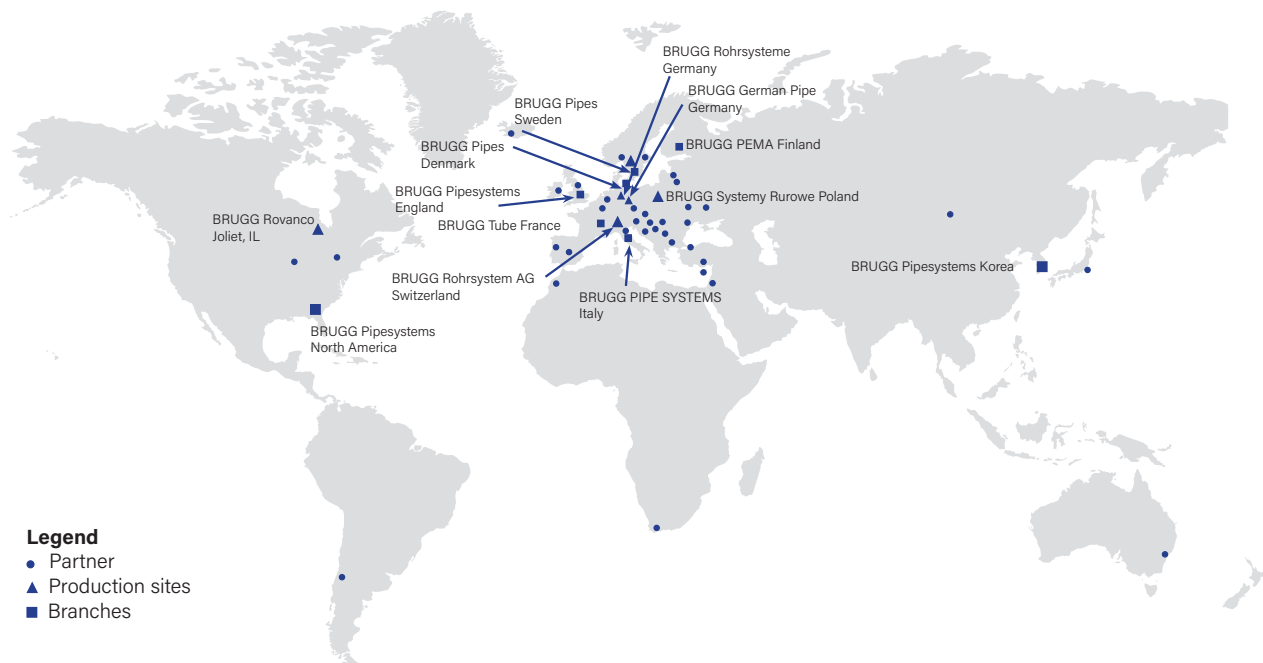 BRUGG Rohrsysteme
Germany
BRUGG German Pipe
Germany
BRUGG Pipes
Sweden
BRUGG Pipes
Denmark
BRUGG PEMA Finland
BRUGG Pipesystems
England
BRUGG Systemy Rurowe Poland
BRUGG Rovanco
Joliet, IL
BRUGG Tube France
BRUGG Pipesystems Korea
BRUGG Rohrsystem AG
Switzerland
BRUGG PIPE SYSTEMS
Italy
BRUGG Pipesystems
North America
Legend
Partner
Production sites
Branches